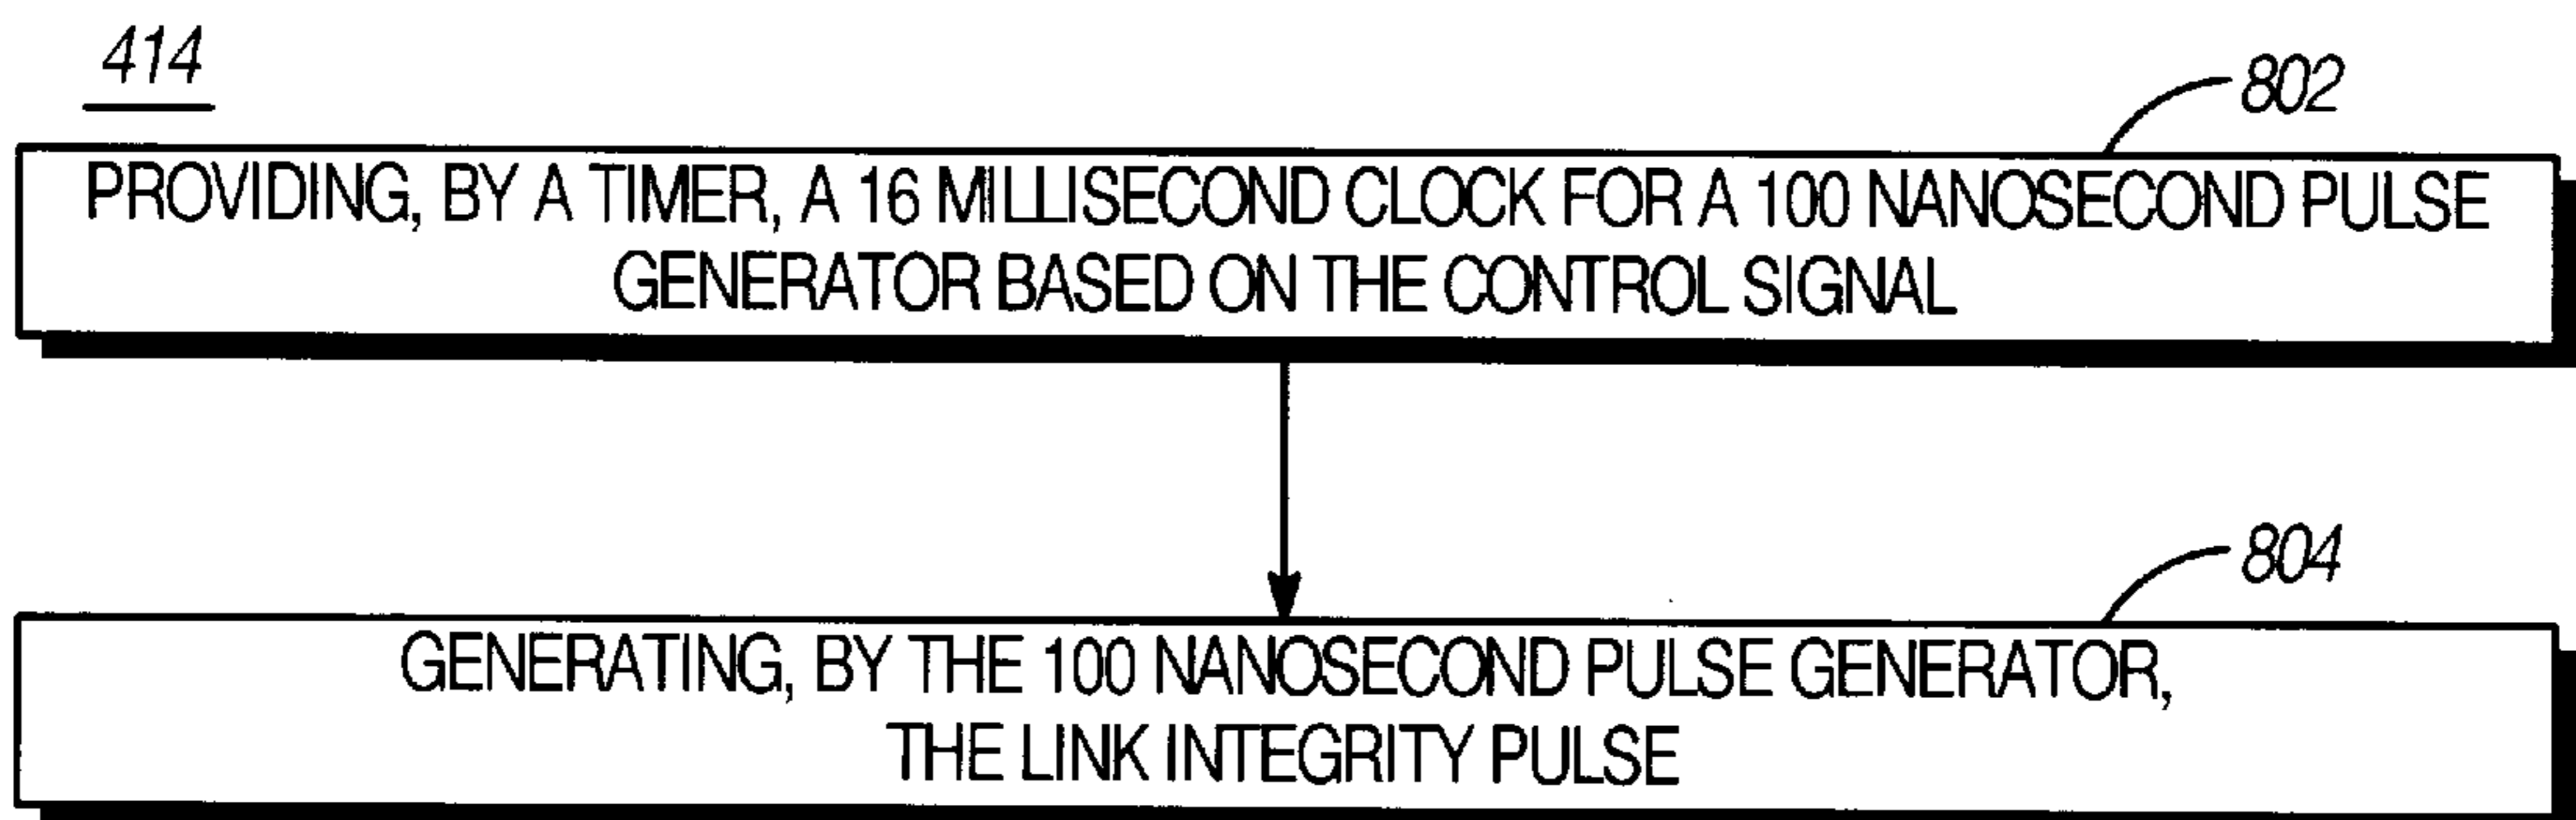 414
802
PROVIDING, BY A TIMER, A 16 MILLISECOND CLOCK FOR A 100 NANOSECOND PULSE
GENERATOR BASED ON THE CONTROL SIGNAL
804
GENERATING, BY THE 100 NANOSECOND PULSE GENERATOR,
THE LINK INTEGRITY PULSE